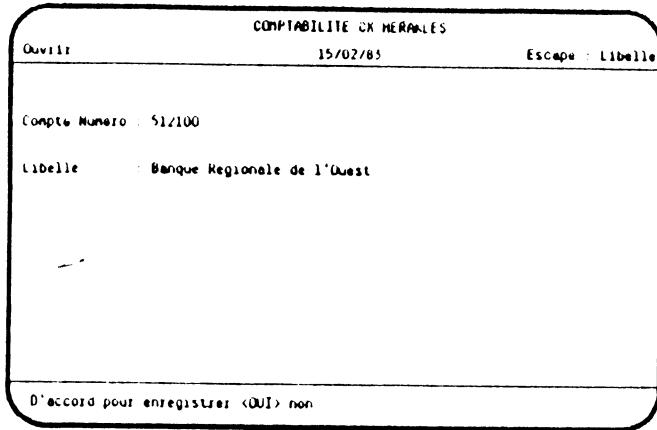 COMPTABILITE CX HERAKLES
Ouvrir 15/02/83 Escape : Libelle
Compte Numero : 512100
Libelle : Banque Regionale de l'Ouest
D'accord pour enregistrer <OUI> non